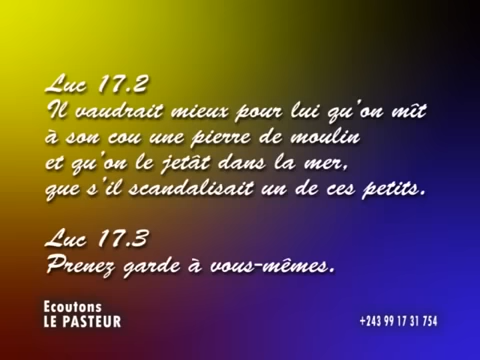 Luc 17.2
Il vaudrait mieux pour lui qu'on mît
à son cou une pierre de moulin
et qu'on le jetât dans la mer,
que s'il scandalisait un de ces petits.
Luc 17.3
Prenez garde à vous-mêmes.
Ecoutons
LE PASTEUR
+243 99 17 31 754